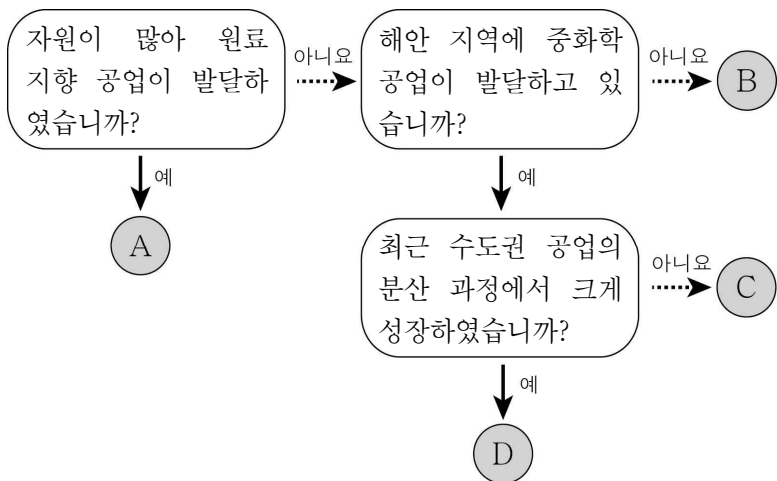 자원이 많아 원료
지향 공업이 발달하
였습니까?
아니요
해안 지역에 중화학
공업이 발달하고 있
습니까?
아니요
B
예
A
예
최근 수도권 공업의
분산 과정에서 크게
성장하였습니까?
아니요
C
예
D